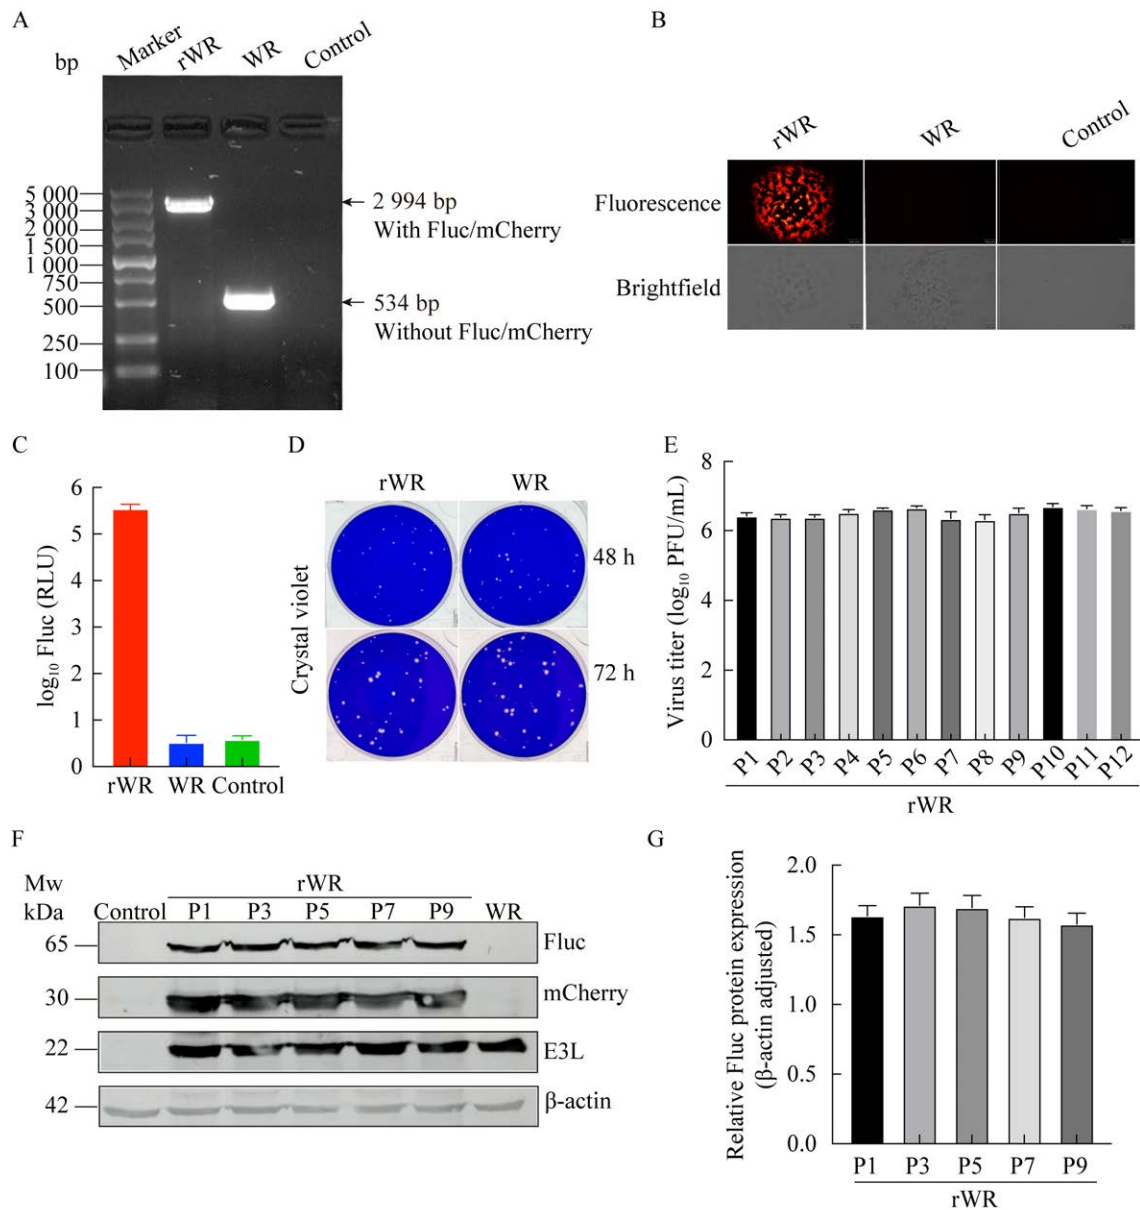 A
bp
Marker
rWR
WR
Control
5 000
3 000
2 000
1 500
1 000
750
500
250
100
2 994 bp
With Fluc/mCherry
534 bp
Without Fluc/mCherry
B
rWR
WR
Control
Fluorescence
Brightfield
C
log10 Fluc (RLU)
6
5
4
3
2
1
0
rWR WR Control
D
rWR WR
Crystal violet
48 h
72 h
E
Virus titer (log10 PFU/mL)
8
6
4
2
0
P1 P2 P3 P4 P5 P6 P7 P8 P9 P10 P11 P12
rWR
F
Mw
kDa
rWR
Control P1 P3 P5 P7 P9 WR
65 Fluc
30 mCherry
22 E3L
42 β-actin
G
Relative Fluc protein expression
(β-actin adjusted)
2.0
1.5
1.0
0.5
0.0
P1 P3 P5 P7 P9
rWR